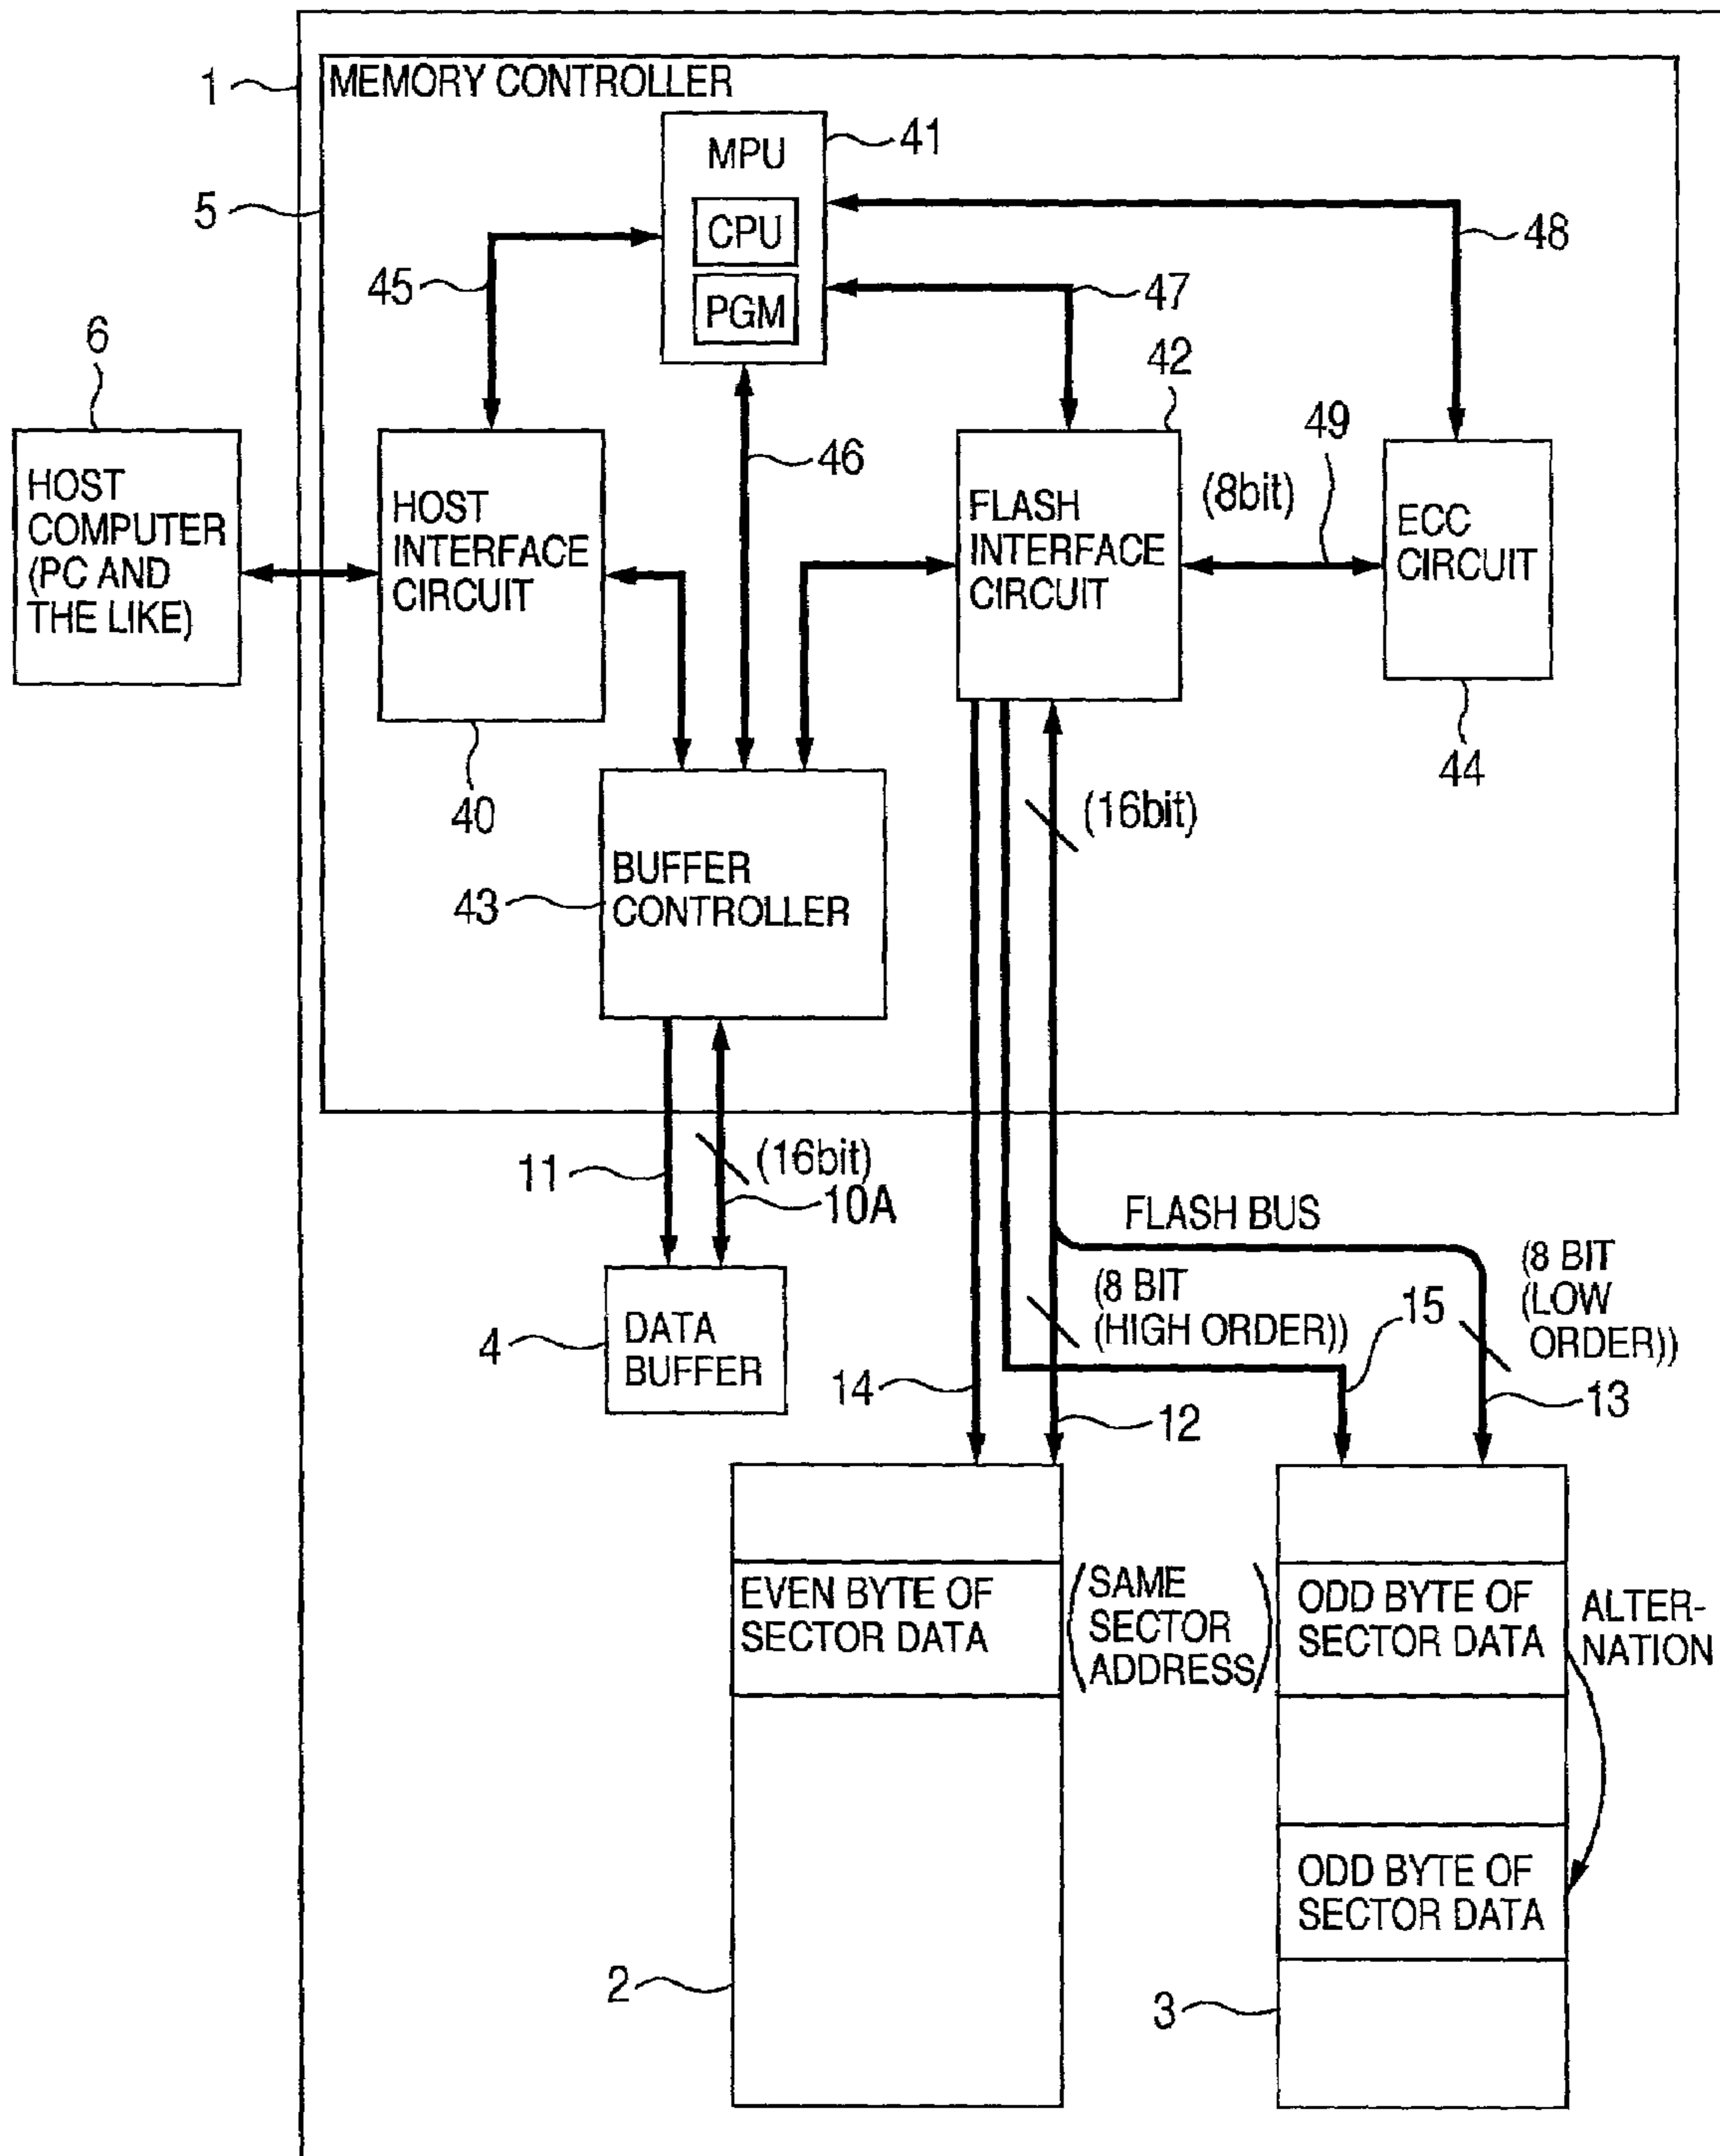 1
MEMORY CONTROLLER
5
MPU
41
CPU
PGM
48
45
47
6
42
46
49
(8bit)
HOST
COMPUTER
(PC AND
THE LIKE)
HOST
INTERFACE
CIRCUIT
FLASH
INTERFACE
CIRCUIT
ECC
CIRCUIT
40
44
(16bit)
BUFFER
CONTROLLER
43
11
(16bit)
10A
FLASH BUS
(8 BIT
(HIGH ORDER))
15
(8 BIT
(LOW
ORDER))
4
DATA
BUFFER
14
12
13
EVEN BYTE OF
SECTOR DATA
(SAME
SECTOR
ADDRESS)
ODD BYTE OF
SECTOR DATA
ALTER-
NATION
ODD BYTE OF
SECTOR DATA
2
3